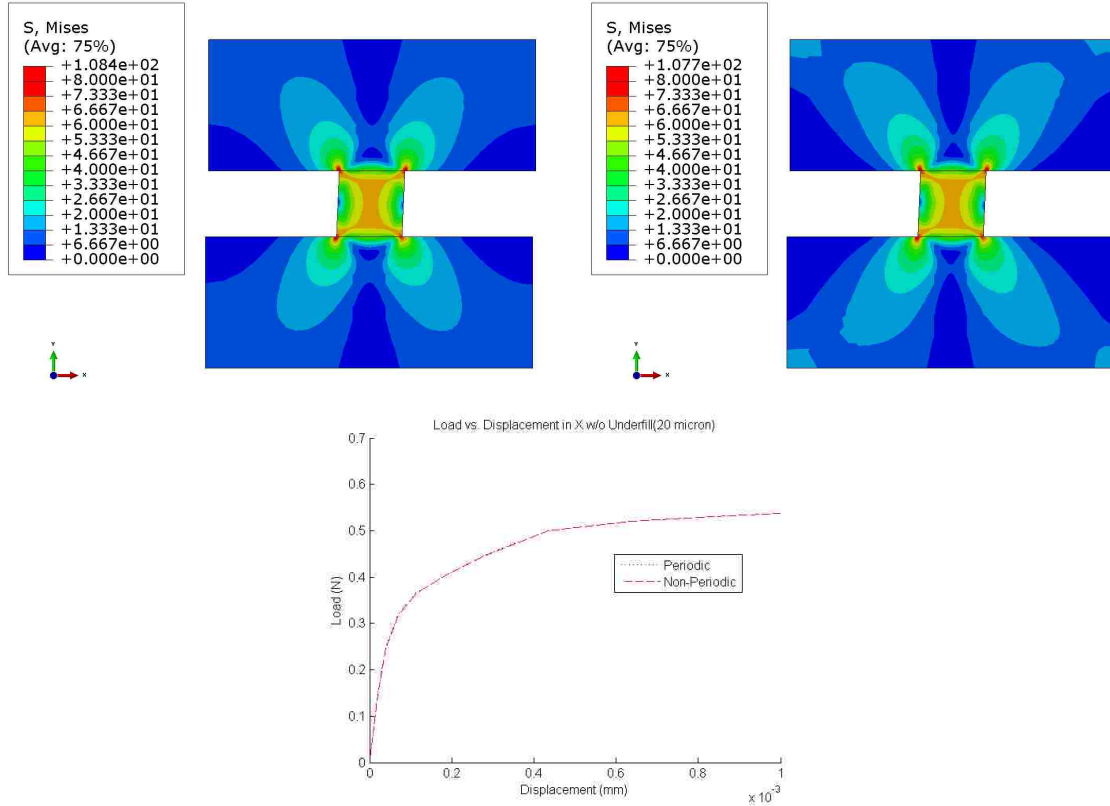 S, Mises
(Avg: 75%)
+1.084e+02
+8.000e+01
+7.333e+01
+6.667e+01
+6.000e+01
+5.333e+01
+4.667e+01
+4.000e+01
+3.333e+01
+2.667e+01
+2.000e+01
+1.333e+01
+6.667e+00
+0.000e+00
Y
X
S, Mises
(Avg: 75%)
+1.077e+02
+8.000e+01
+7.333e+01
+6.667e+01
+6.000e+01
+5.333e+01
+4.667e+01
+4.000e+01
+3.333e+01
+2.667e+01
+2.000e+01
+1.333e+01
+6.667e+00
+0.000e+00
Y
X
Load vs. Displacement in X w/o Underfill(20 micron)
0.7
0.6
0.5
0.4
0.3
0.2
0.1
0
Load (N)
Periodic
Non-Periodic
0 0.2 0.4 0.6 0.8 1
Displacement (mm)
x 10⁻³